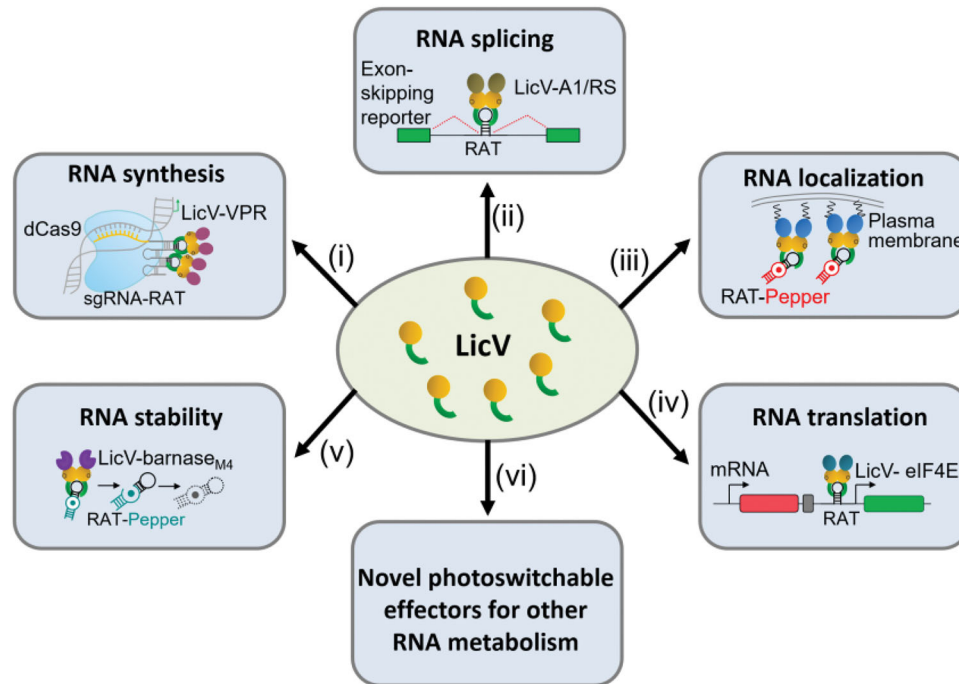 RNA splicing
Exon-
skipping
reporter
LicV-A1/RS
RAT
RNA synthesis
dCas9
LicV-VPR
sgRNA-RAT
RNA localization
Plasma
membrane
RAT-Pepper
(i)
(ii)
(iii)
LicV
(iv)
(v)
(vi)
RNA stability
LicV-barnaseM4
RAT-Pepper
RNA translation
mRNA
LicV- eIF4E
RAT
Novel photoswitchable
effectors for other
RNA metabolism